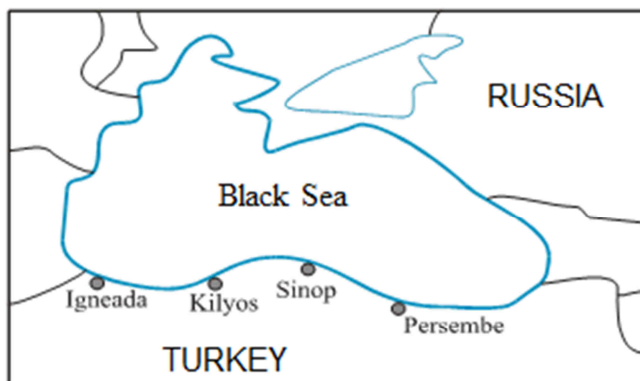 RUSSIA
Black Sea
Igneada
Kilyos
Sinop
Persembe
TURKEY